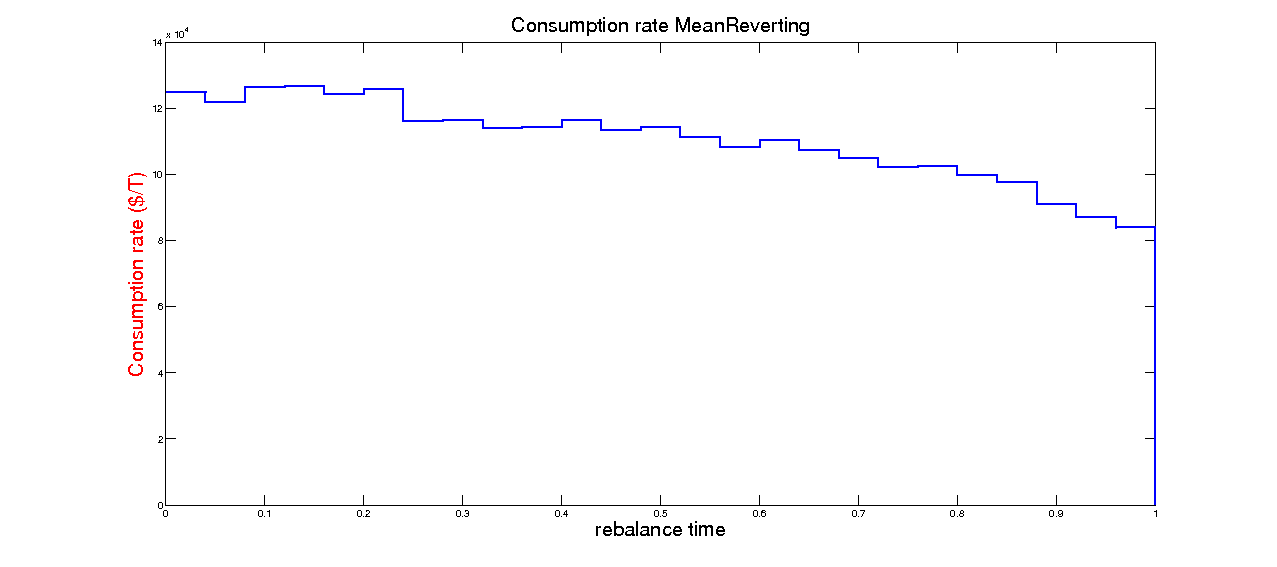 Consumption rate MeanReverting
x 10^4
14
12
10
8
6
4
2
0
Consumption rate ($/T)
0 0.1 0.2 0.3 0.4 0.5 0.6 0.7 0.8 0.9 1
rebalance time